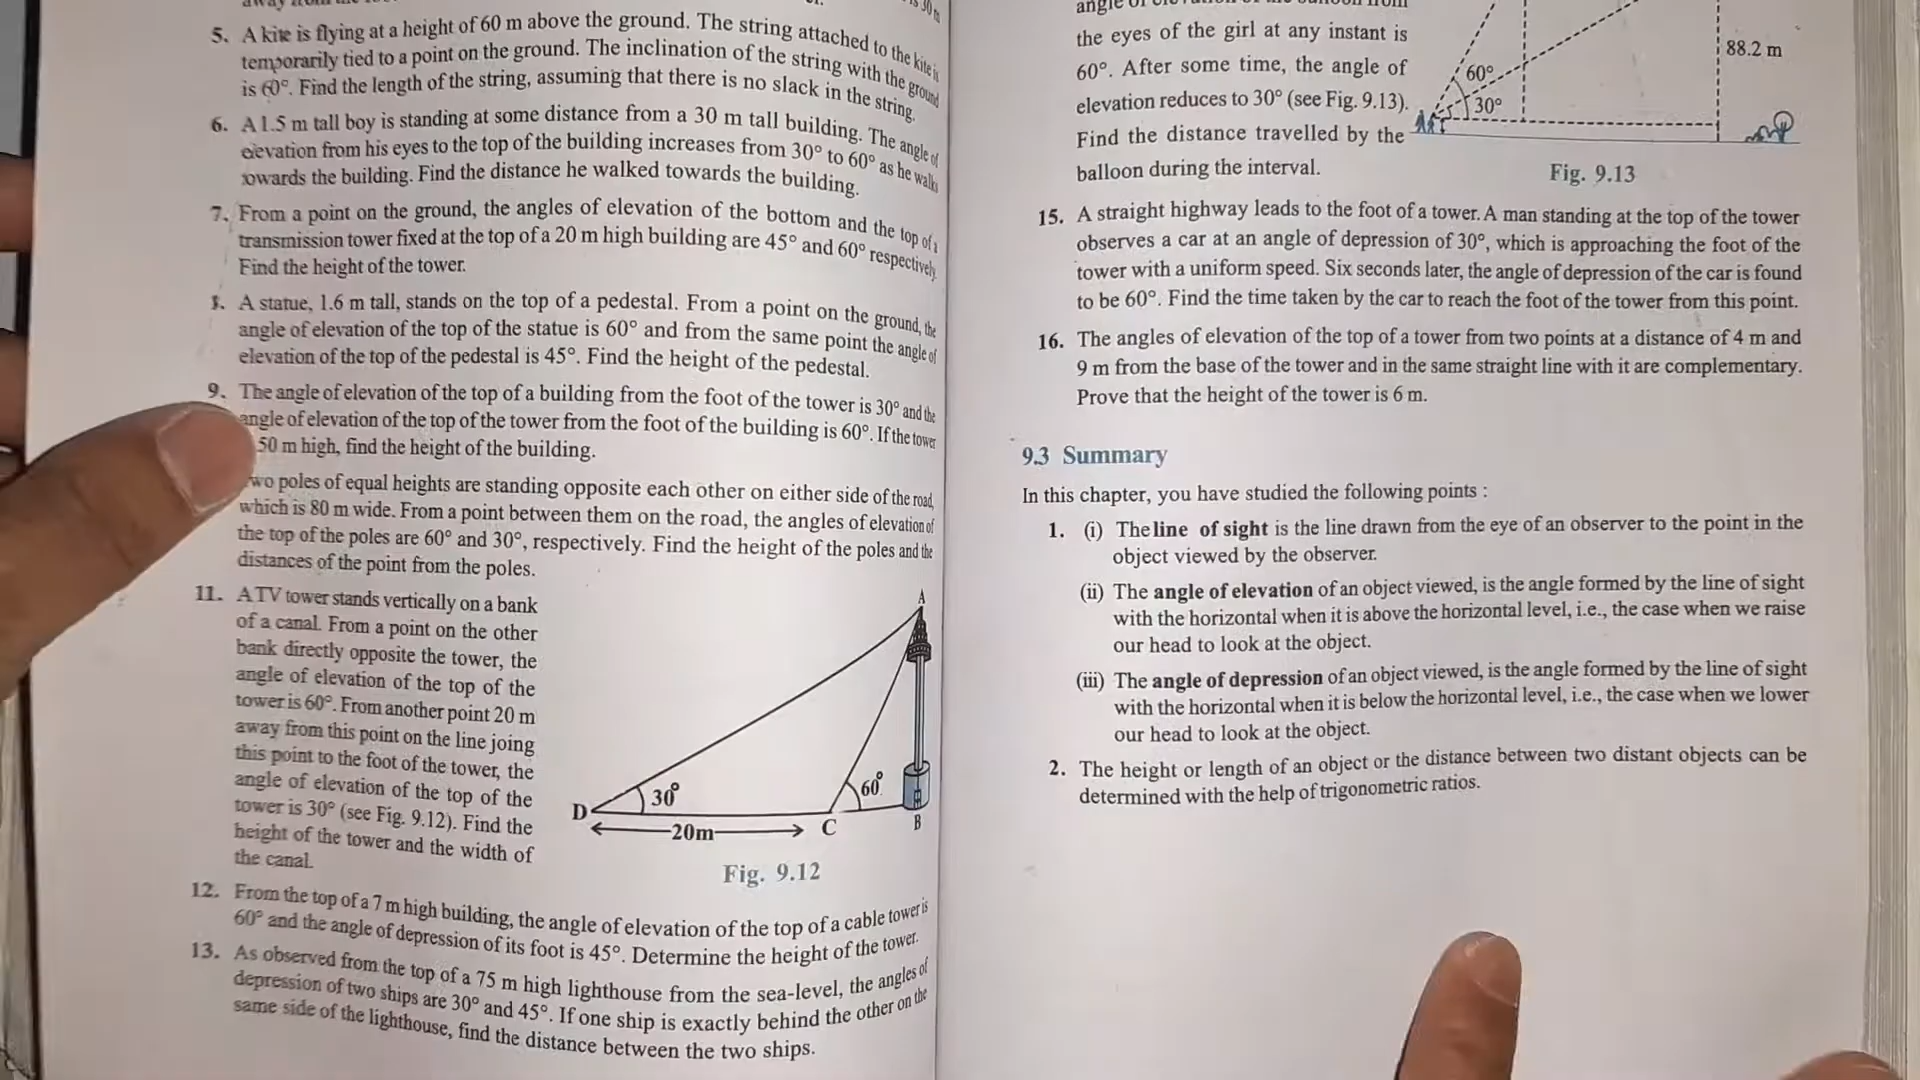 5. A kite is flying at a height of 60 m above the ground. The string attached to the kite is
temporarily tied to a point on the ground. The inclination of the string with the ground
is 60°. Find the length of the string, assuming that there is no slack in the string.
6. A 1.5 m tall boy is standing at some distance from a 30 m tall building. The angle of
elevation from his eyes to the top of the building increases from 30° to 60° as he walks
towards the building. Find the distance he walked towards the building.
7. From a point on the ground, the angles of elevation of the bottom and the top of a
transmission tower fixed at the top of a 20 m high building are 45° and 60° respectively.
Find the height of the tower.
8. A statue, 1.6 m tall, stands on the top of a pedestal. From a point on the ground, the
angle of elevation of the top of the statue is 60° and from the same point the angle of
elevation of the top of the pedestal is 45°. Find the height of the pedestal.
9. The angle of elevation of the top of a building from the foot of the tower is 30° and the
angle of elevation of the top of the tower from the foot of the building is 60°. If the tower
50 m high, find the height of the building.
wo poles of equal heights are standing opposite each other on either side of the road,
which is 80 m wide. From a point between them on the road, the angles of elevation of
the top of the poles are 60° and 30°, respectively. Find the height of the poles and the
distances of the point from the poles.
11. A TV tower stands vertically on a bank
of a canal. From a point on the other
bank directly opposite the tower, the
angle of elevation of the top of the
tower is 60°. From another point 20 m
away from this point on the line joing
this point to the foot of the tower, the
angle of elevation of the top of the
tower is 30° (see Fig. 9.12). Find the
height of the tower and the width of
the canal.
A
30°
60°
D
C
B
20m
Fig. 9.12
12. From the top of a 7 m high building, the angle of elevation of the top of a cable tower is
60° and the angle of depression of its foot is 45°. Determine the height of the tower.
13. As observed from the top of a 75 m high lighthouse from the sea-level, the angles of
depression of two ships are 30° and 45°. If one ship is exactly behind the other on the
same side of the lighthouse, find the distance between the two ships.
the eyes of the girl at any instant is
60°. After some time, the angle of
elevation reduces to 30° (see Fig. 9.13).
Find the distance travelled by the
balloon during the interval.
88.2 m
60°
30°
Fig. 9.13
15. A straight highway leads to the foot of a tower. A man standing at the top of the tower
observes a car at an angle of depression of 30°, which is approaching the foot of the
tower with a uniform speed. Six seconds later, the angle of depression of the car is found
to be 60°. Find the time taken by the car to reach the foot of the tower from this point.
16. The angles of elevation of the top of a tower from two points at a distance of 4 m and
9 m from the base of the tower and in the same straight line with it are complementary.
Prove that the height of the tower is 6 m.
9.3 Summary
In this chapter, you have studied the following points :
1. (i) The line of sight is the line drawn from the eye of an observer to the point in the
object viewed by the observer.
(ii) The angle of elevation of an object viewed, is the angle formed by the line of sight
with the horizontal when it is above the horizontal level, i.e., the case when we raise
our head to look at the object.
(iii) The angle of depression of an object viewed, is the angle formed by the line of sight
with the horizontal when it is below the horizontal level, i.e., the case when we lower
our head to look at the object.
2. The height or length of an object or the distance between two distant objects can be
determined with the help of trigonometric ratios.